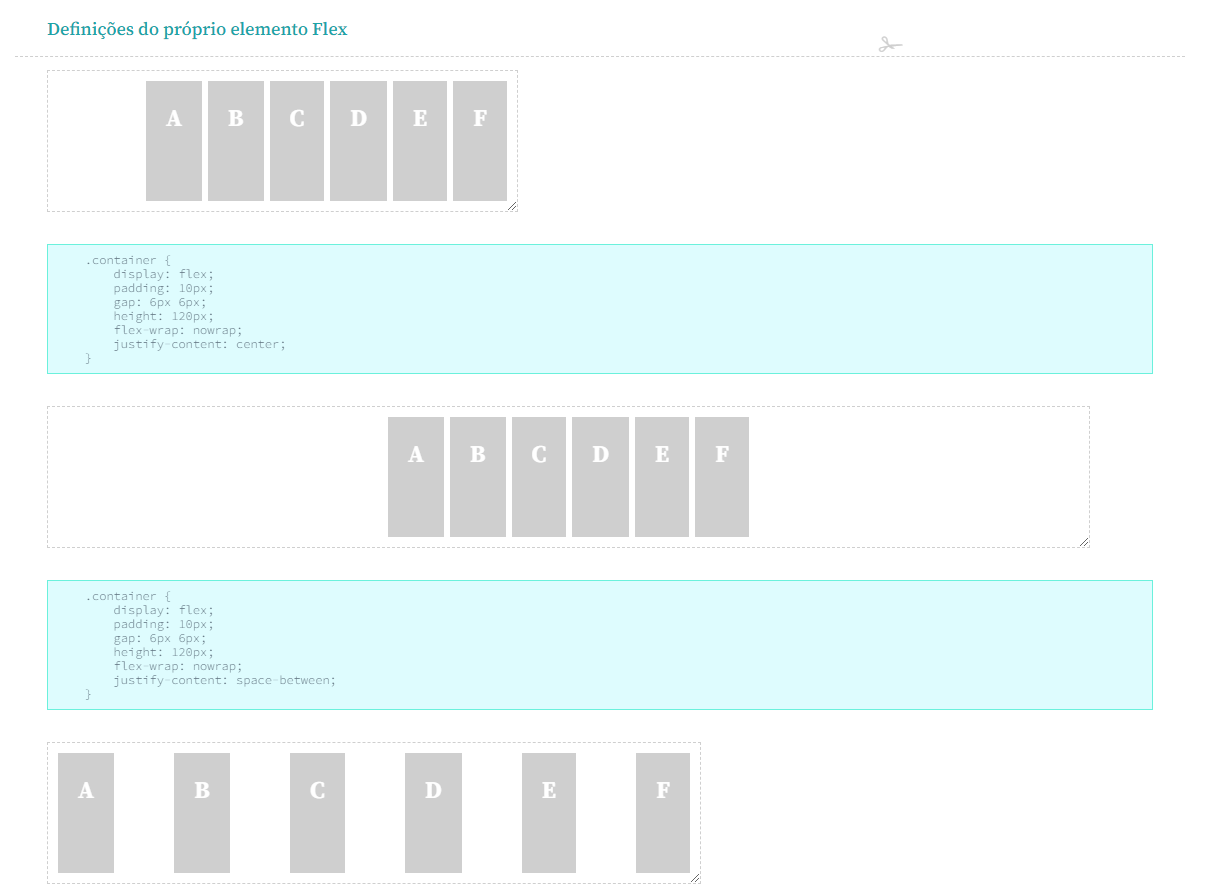 Definições do próprio elemento Flex
A B C D E F
.container {
display: flex;
padding: 10px;
gap: 6px 6px;
height: 120px;
flex-wrap: nowrap;
justify-content: center;
}
A B C D E F
.container {
display: flex;
padding: 10px;
gap: 6px 6px;
height: 120px;
flex-wrap: nowrap;
justify-content: space-between;
}
A B C D E F